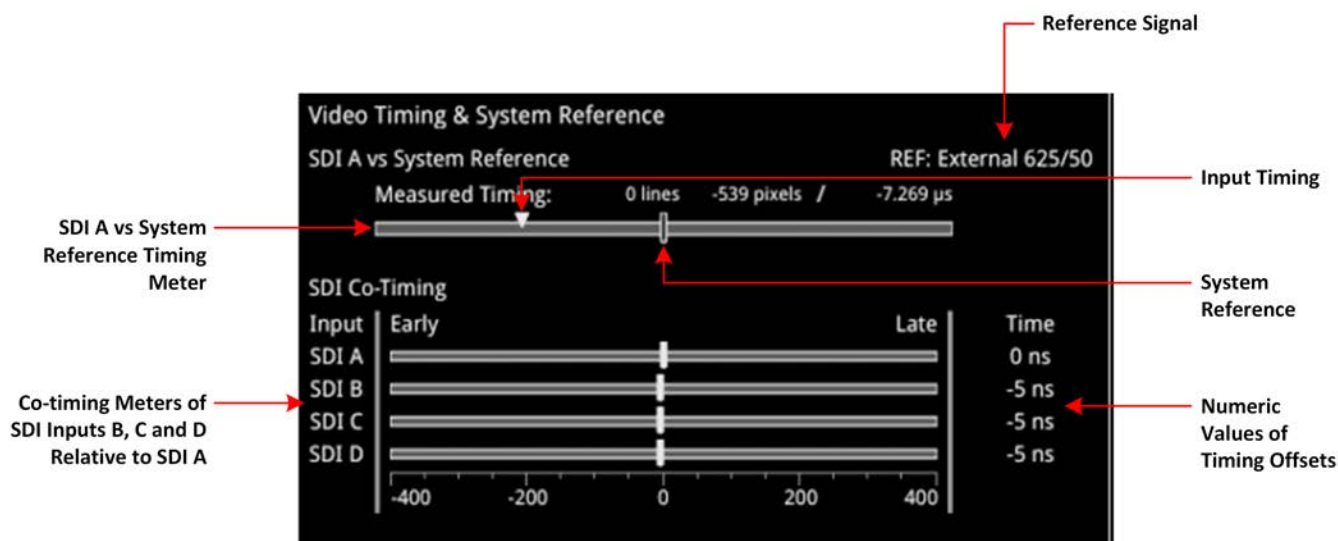 Reference Signal
Video Timing & System Reference
SDI A vs System Reference
REF: External 625/50
Measured Timing: 0 lines -539 pixels / -7.269 µs
Input Timing
SDI A vs System
Reference Timing
Meter
System
Reference
SDI Co-Timing
Input Early Late Time
SDI A 0 ns
SDI B -5 ns
SDI C -5 ns
SDI D -5 ns
-400 -200 0 200 400
Co-timing Meters of
SDI Inputs B, C and D
Relative to SDI A
Numeric
Values of
Timing Offsets